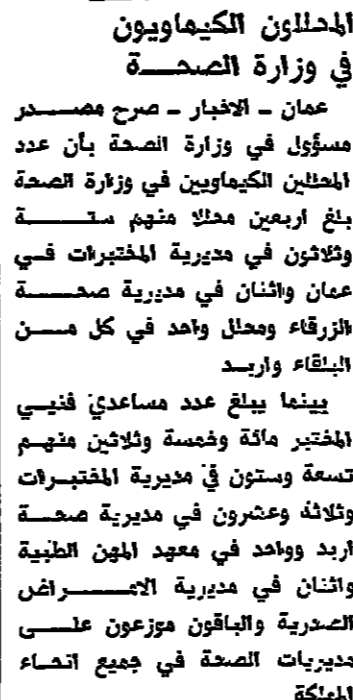 المحللون الكيماويون
في وزارة الصحة
عمان - الاخبار - صرح مصدر
مسؤول في وزارة الصحة بأن عدد
المحللين الكيماويين في وزارة الصحة
بلغ اربعين محللا منهم ستة
وثلاثون في مديرية المختبرات في
عمان واثنان في مديرية صحة
الزرقاء ومحلل واحد في كل من
البلقاء واربد
بينما يبلغ عدد مساعدي فنيي
المختبر مائة وخمسة وثلاثين منهم
تسعة وستون في مديرية المختبرات
وثلاثة وعشرون في مديرية صحة
اربد وواحد في معهد المهن الطبية
واثنان في مديرية الامراض
الصدرية والباقون موزعون على
مديريات الصحة في جميع انحاء
المملكة